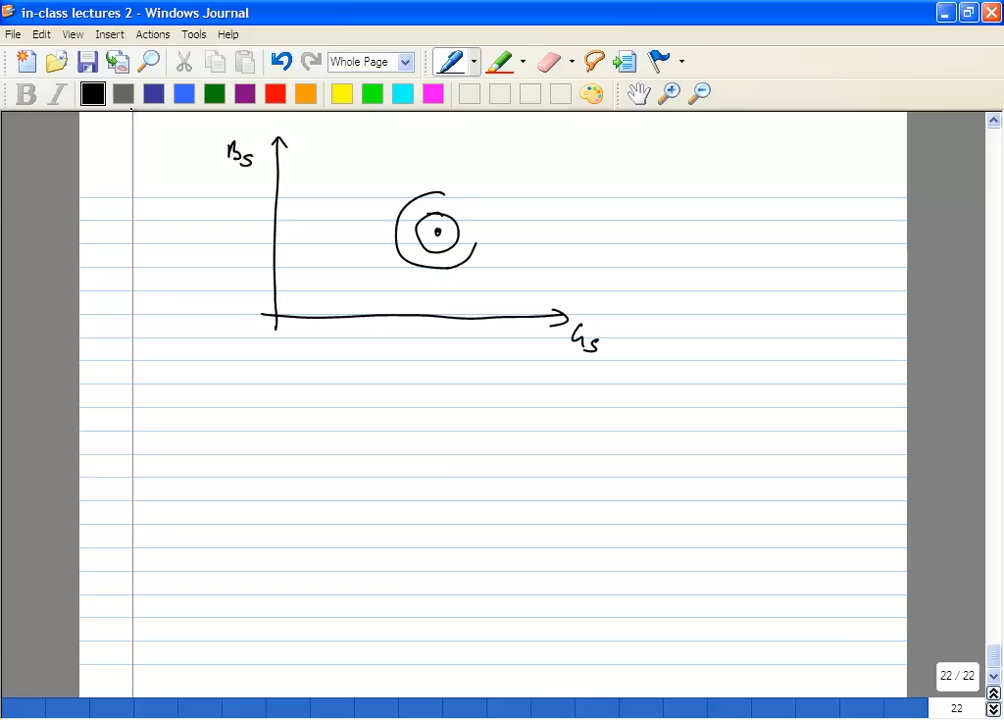 in-class lectures 2 - Windows Journal
File Edit View Insert Actions Tools Help
Whole Page
B I
Bs
Gs
22 / 22
22